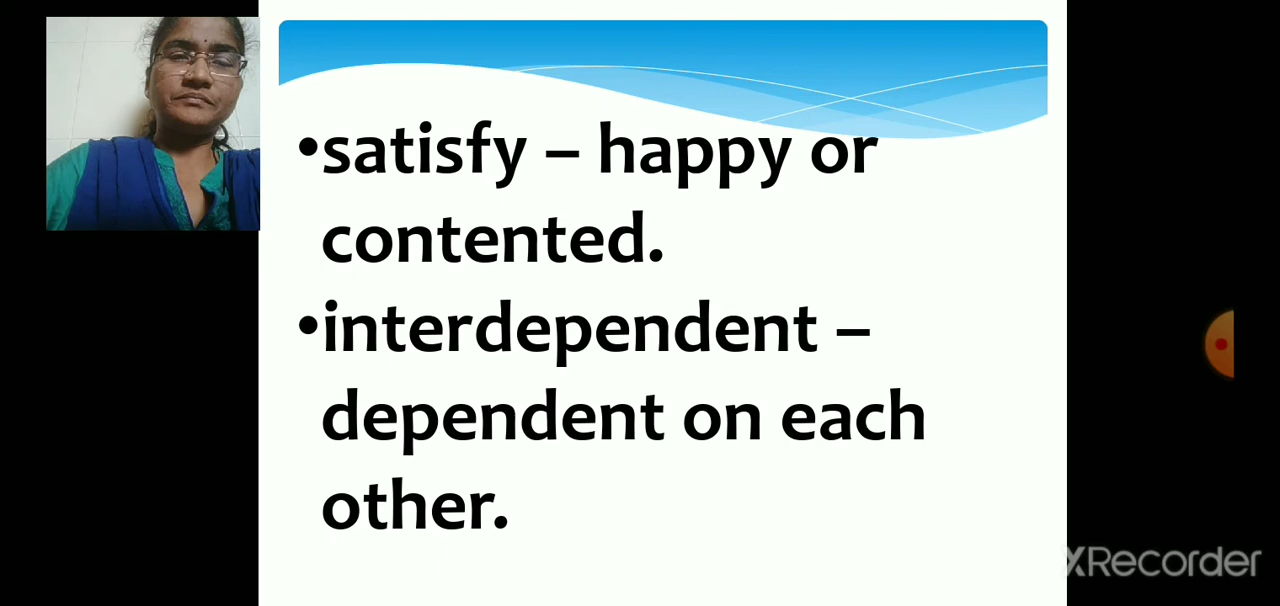 •satisfy – happy or
contented.
•interdependent –
dependent on each
other.
XRecorder